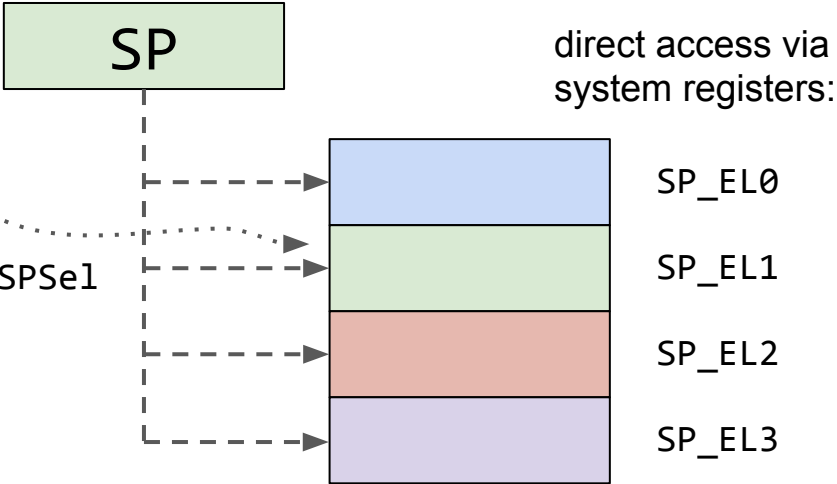 SP
direct access via
system registers:
SP_EL0
SP_EL1
SPSel
SP_EL2
SP_EL3